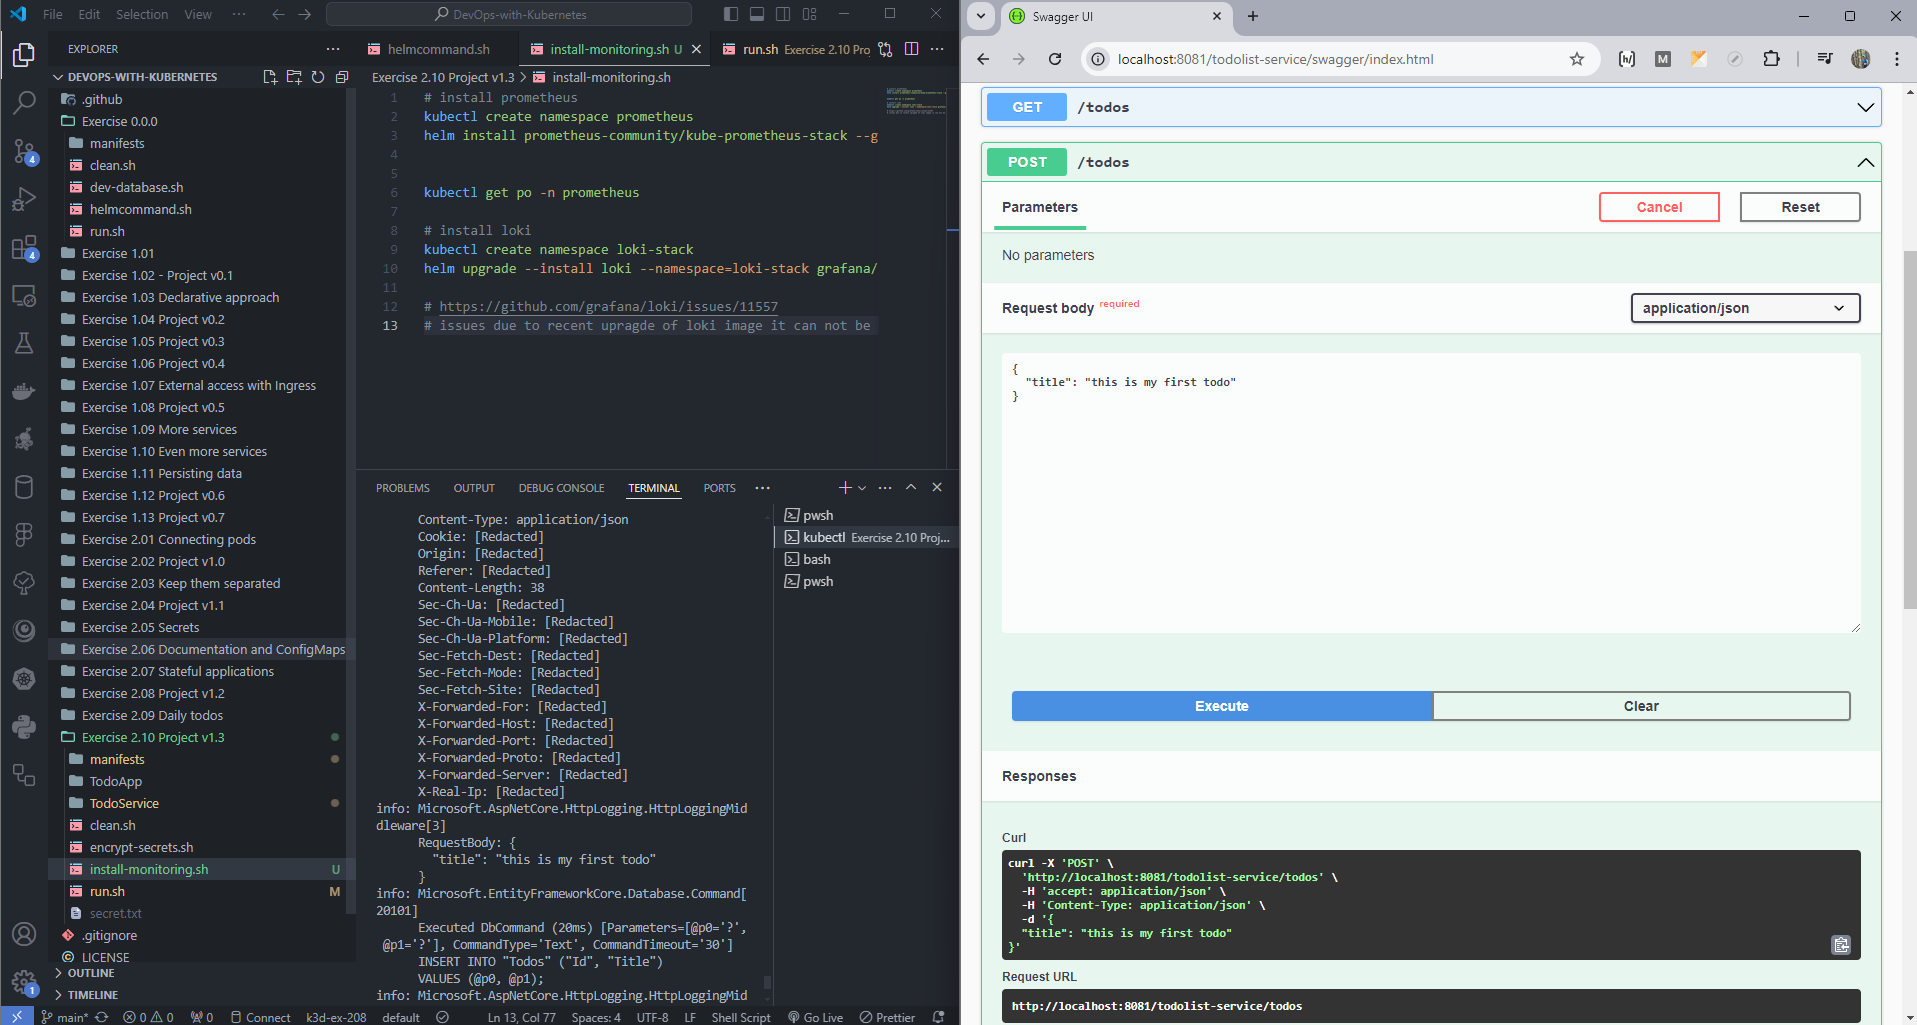 File Edit Selection View ··· DevOps-with-Kubernetes
EXPLORER ···
DEVOPS-WITH-KUBERNETES
.github
Exercise 0.0.0
manifests
clean.sh
dev-database.sh
helmcommand.sh
run.sh
Exercise 1.01
Exercise 1.02 - Project v0.1
Exercise 1.03 Declarative approach
Exercise 1.04 Project v0.2
Exercise 1.05 Project v0.3
Exercise 1.06 Project v0.4
Exercise 1.07 External access with Ingress
Exercise 1.08 Project v0.5
Exercise 1.09 More services
Exercise 1.10 Even more services
Exercise 1.11 Persisting data
Exercise 1.12 Project v0.6
Exercise 1.13 Project v0.7
Exercise 2.01 Connecting pods
Exercise 2.02 Project v1.0
Exercise 2.03 Keep them separated
Exercise 2.04 Project v1.1
Exercise 2.05 Secrets
Exercise 2.06 Documentation and ConfigMaps
Exercise 2.07 Stateful applications
Exercise 2.08 Project v1.2
Exercise 2.09 Daily todos
Exercise 2.10 Project v1.3
manifests
TodoApp
TodoService
clean.sh
encrypt-secrets.sh
install-monitoring.sh U
run.sh M
secret.txt
.gitignore
LICENSE
OUTLINE
TIMELINE
4
4
1
helmcommand.sh install-monitoring.sh U run.sh Exercise 2.10 Pro
Exercise 2.10 Project v1.3 > install-monitoring.sh
1 # install prometheus
2 kubectl create namespace prometheus
3 helm install prometheus-community/kube-prometheus-stack --g
4
5
6 kubectl get po -n prometheus
7
8 # install loki
9 kubectl create namespace loki-stack
10 helm upgrade --install loki --namespace=loki-stack grafana/
11
12 # https://github.com/grafana/loki/issues/11557
13 # issues due to recent upragde of loki image it can not be
PROBLEMS OUTPUT DEBUG CONSOLE TERMINAL PORTS ···
Content-Type: application/json
Cookie: [Redacted]
Origin: [Redacted]
Referer: [Redacted]
Content-Length: 38
Sec-Ch-Ua: [Redacted]
Sec-Ch-Ua-Mobile: [Redacted]
Sec-Ch-Ua-Platform: [Redacted]
Sec-Fetch-Dest: [Redacted]
Sec-Fetch-Mode: [Redacted]
Sec-Fetch-Site: [Redacted]
X-Forwarded-For: [Redacted]
X-Forwarded-Host: [Redacted]
X-Forwarded-Port: [Redacted]
X-Forwarded-Proto: [Redacted]
X-Forwarded-Server: [Redacted]
X-Real-Ip: [Redacted]
info: Microsoft.AspNetCore.HttpLogging.HttpLoggingMid
dleware[3]
RequestBody: {
"title": "this is my first todo"
}
info: Microsoft.EntityFrameworkCore.Database.Command[
20101]
Executed DbCommand (20ms) [Parameters=[@p0='?',
@p1='?'], CommandType='Text', CommandTimeout='30']
INSERT INTO "Todos" ("Id", "Title")
VALUES (@p0, @p1);
info: Microsoft.AspNetCore.HttpLogging.HttpLoggingMid
pwsh
kubectl Exercise 2.10 Proj...
bash
pwsh
main* 0 0 0 Connect k3d-ex-208 default Ln 13, Col 77 Spaces: 4 UTF-8 LF Shell Script Go Live Prettier
Swagger UI
localhost:8081/todolist-service/swagger/index.html
GET /todos
POST /todos
Parameters Cancel Reset
No parameters
Request body required application/json
{
"title": "this is my first todo"
}
Execute Clear
Responses
Curl
curl -X 'POST' \
'http://localhost:8081/todolist-service/todos' \
-H 'accept: application/json' \
-H 'Content-Type: application/json' \
-d '{
"title": "this is my first todo"
}'
Request URL
http://localhost:8081/todolist-service/todos